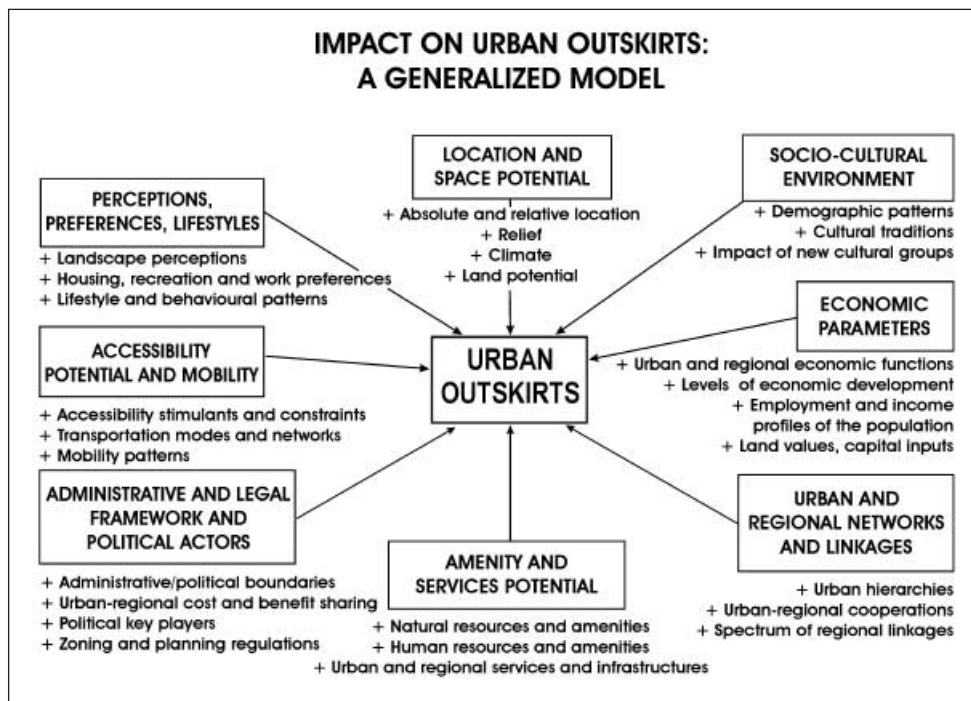 IMPACT ON URBAN OUTSKIRTS:
A GENERALIZED MODEL
LOCATION AND
SPACE POTENTIAL
+ Absolute and relative location
+ Relief
+ Climate
+ Land potential
SOCIO-CULTURAL
ENVIRONMENT
+ Demographic patterns
+ Cultural traditions
+ Impact of new cultural groups
PERCEPTIONS,
PREFERENCES, LIFESTYLES
+ Landscape perceptions
+ Housing, recreation and work preferences
+ Lifestyle and behavioural patterns
ECONOMIC
PARAMETERS
+ Urban and regional economic functions
+ Levels of economic development
+ Employment and income
profiles of the population
+ Land values, capital inputs
ACCESSIBILITY
POTENTIAL AND MOBILITY
+ Accessibility stimulants and constraints
+ Transportation modes and networks
+ Mobility patterns
URBAN
OUTSKIRTS
ADMINISTRATIVE AND LEGAL
FRAMEWORK AND
POLITICAL ACTORS
+ Administrative/political boundaries
+ Urban-regional cost and benefit sharing
+ Political key players
+ Zoning and planning regulations
AMENITY AND
SERVICES POTENTIAL
+ Natural resources and amenities
+ Human resources and amenities
+ Urban and regional services and infrastructures
URBAN AND
REGIONAL NETWORKS
AND LINKAGES
+ Urban hierarchies
+ Urban-regional cooperations
+ Spectrum of regional linkages